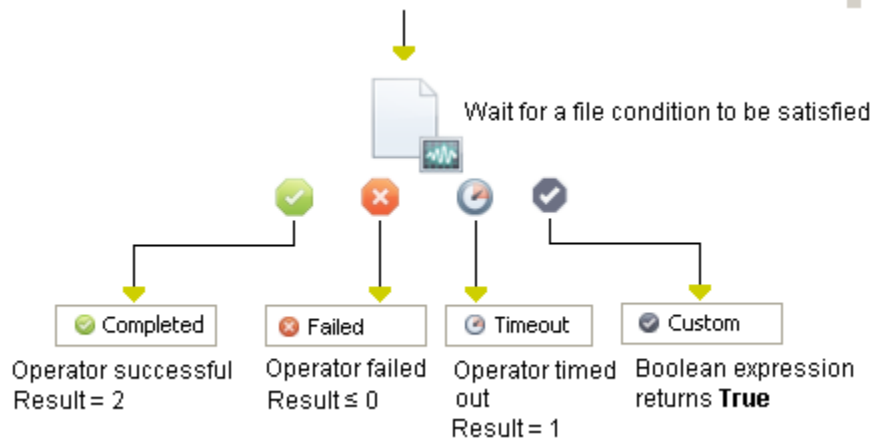 Wait for a file condition to be satisfied
Completed
Failed
Timeout
Custom
Operator successful
Result = 2
Operator failed
Result ≤ 0
Operator timed
out
Result = 1
Boolean expression
returns True